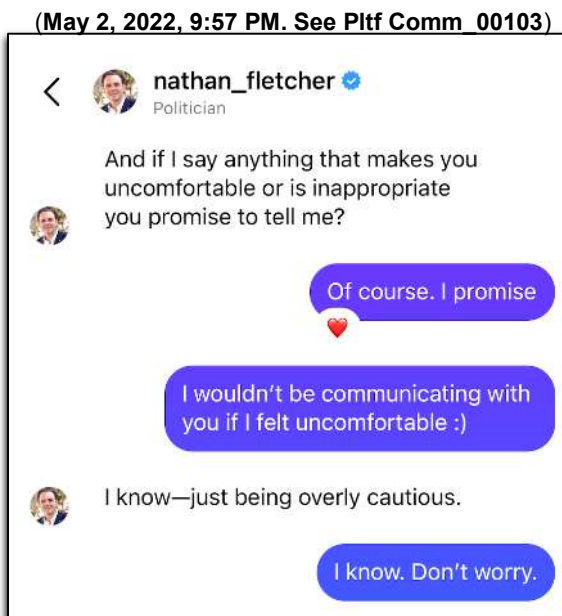 (May 2, 2022, 9:57 PM. See Pltf Comm_00103)
nathan_fletcher
Politician
And if I say anything that makes you
uncomfortable or is inappropriate
you promise to tell me?
Of course. I promise
I wouldn't be communicating with
you if I felt uncomfortable :)
I know—just being overly cautious.
I know. Don't worry.